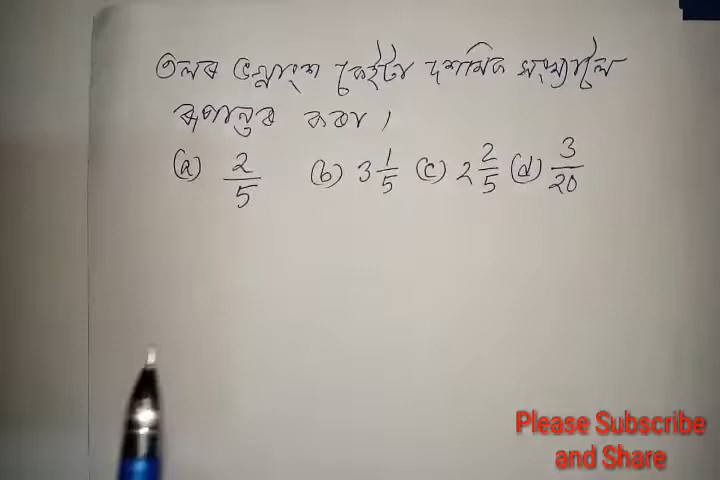 তলৰ ভগ্নাংশ কেইটা দশমিক সংখ্যালৈ
ৰূপান্তৰ কৰা ।
(a) 2/5 (b) 3 1/5 (c) 2 2/5 (d) 3/20
Please Subscribe
and Share